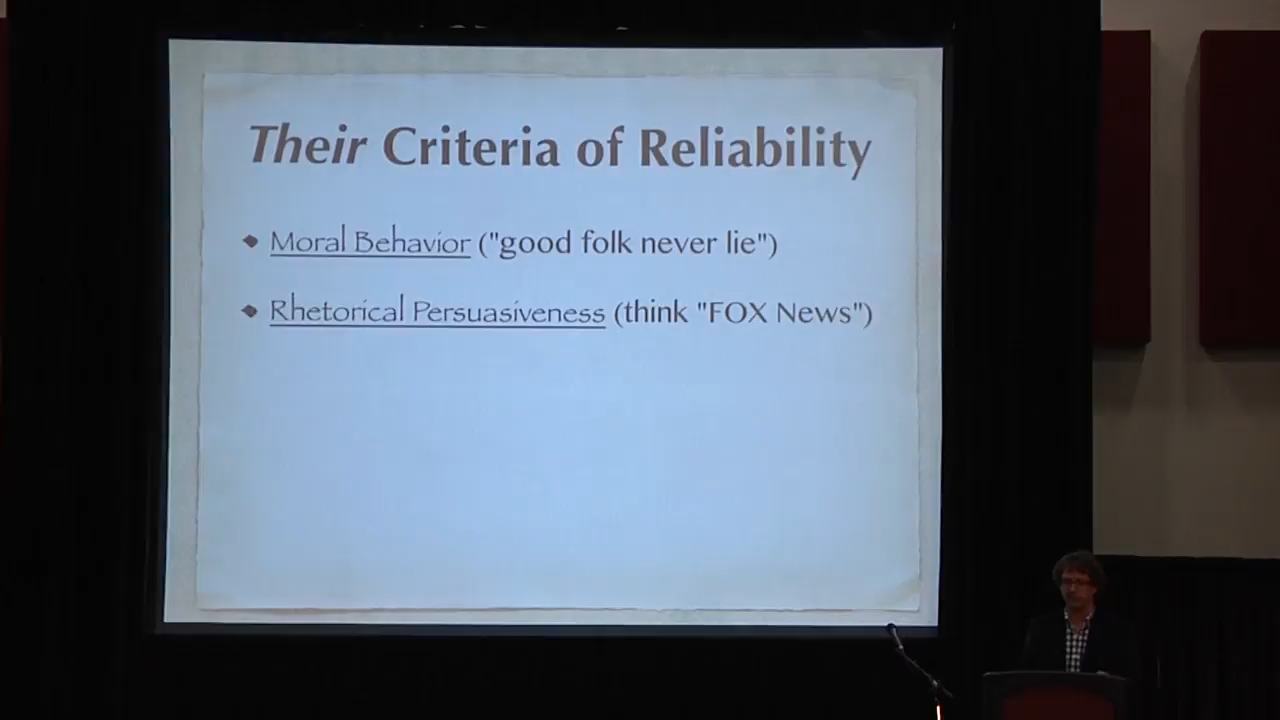 Their Criteria of Reliability
Moral Behavior ("good folk never lie")
Rhetorical Persuasiveness (think "FOX News")